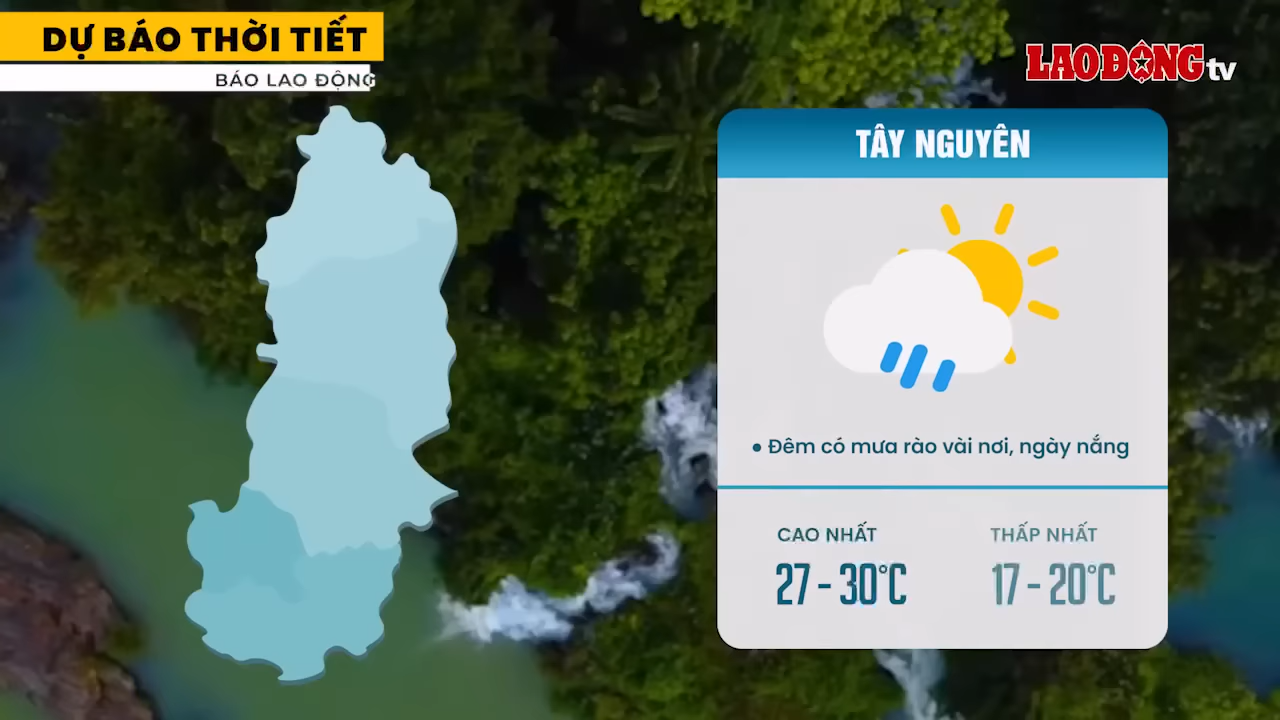 DỰ BÁO THỜI TIẾT
BÁO LAO ĐỘNG
LAO ĐỘNG tv
TÂY NGUYÊN
• Đêm có mưa rào vài nơi, ngày nắng
CAO NHẤT
27 - 30°C
THẤP NHẤT
17 - 20°C